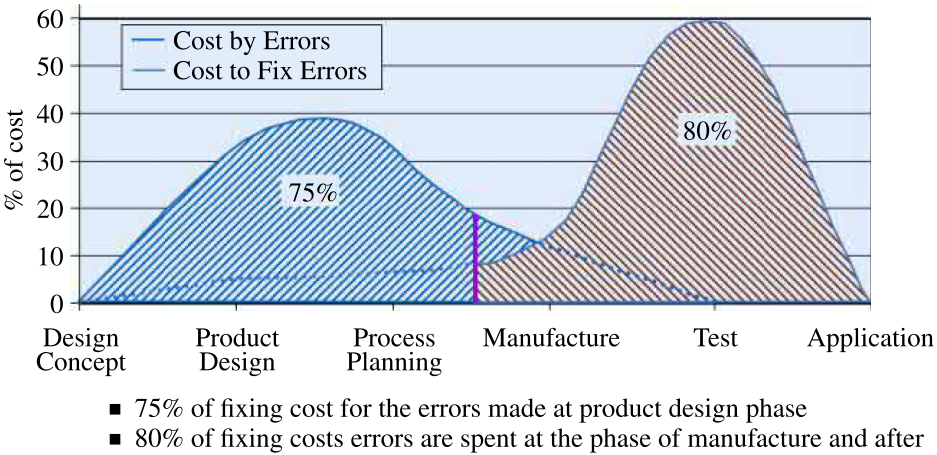 60
Cost by Errors
Cost to Fix Errors
50
40
80%
30
% of cost
75%
20
10
0
Design Concept
Product Design
Process Planning
Manufacture
Test
Application
■ 75% of fixing cost for the errors made at product design phase
■ 80% of fixing costs errors are spent at the phase of manufacture and after